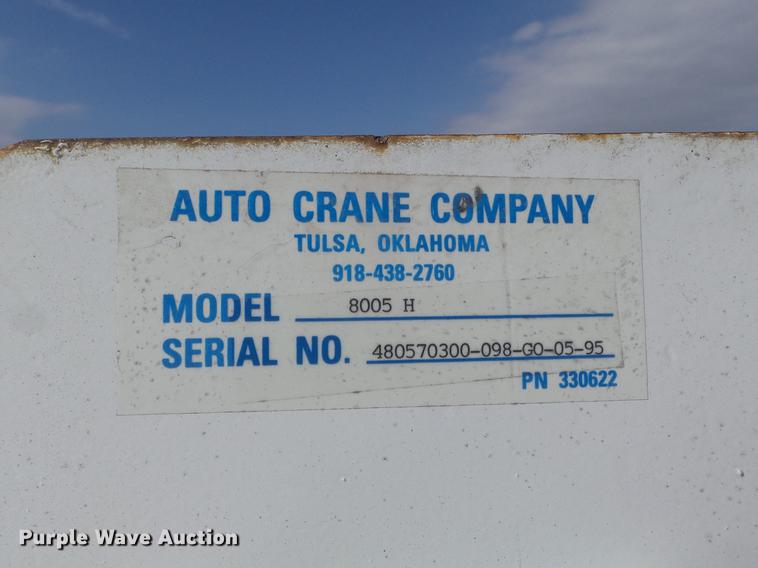 AUTO CRANE COMPANY
TULSA, OKLAHOMA
918-438-2760
MODEL 8005 H
SERIAL NO. 480570300-098-GO-05-95
PN 330622
Purple Wave Auction